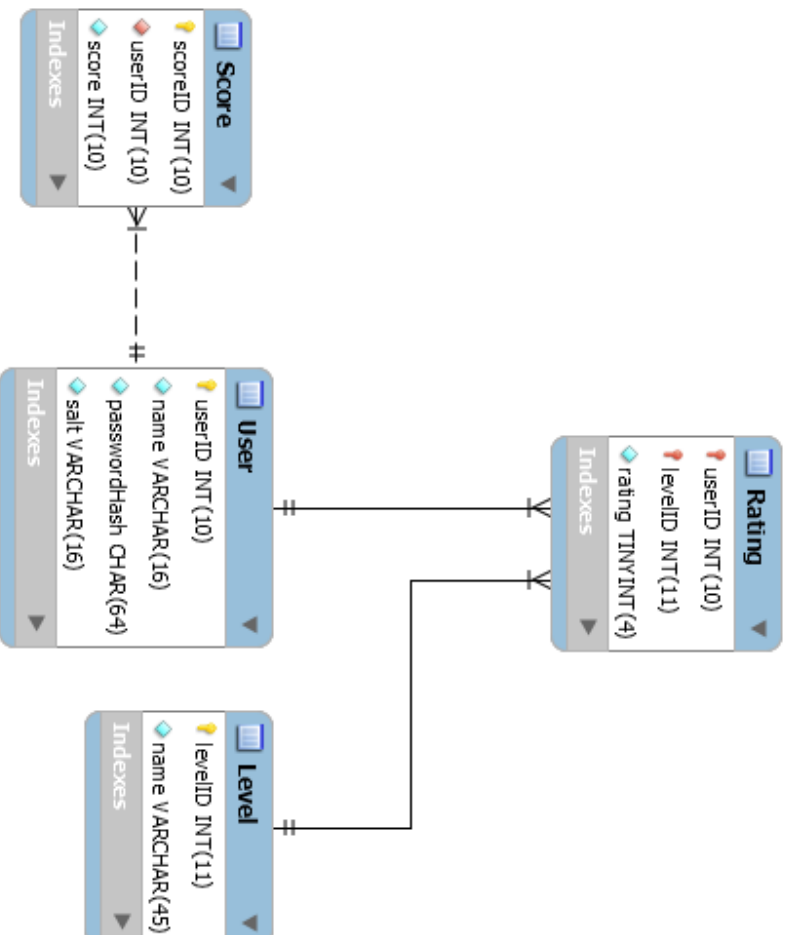 Score
scoreID INT(10)
userID INT(10)
score INT(10)
Indexes
User
userID INT(10)
name VARCHAR(16)
passwordHash CHAR(64)
salt VARCHAR(16)
Indexes
Rating
userID INT(10)
levelID INT(11)
rating TINYINT(4)
Indexes
Level
levelID INT(11)
name VARCHAR(45)
Indexes